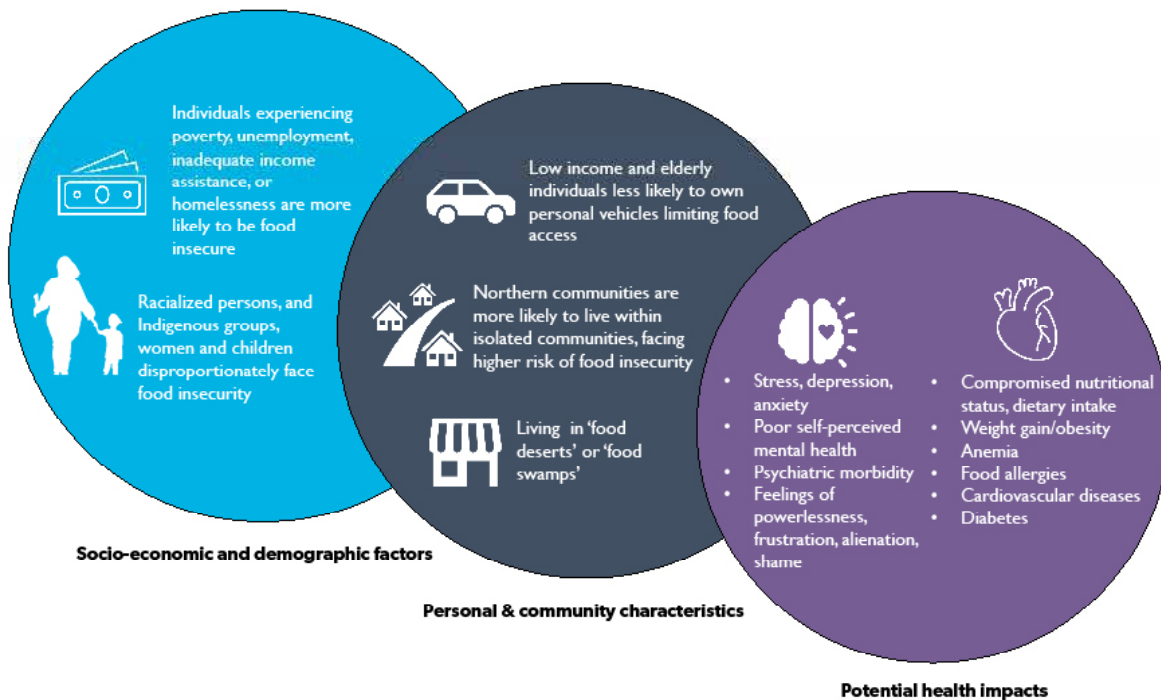 Individuals experiencing
poverty, unemployment,
inadequate income
assistance, or
homelessness are more
likely to be food
insecure
Racialized persons, and
Indigenous groups,
women and children
disproportionately face
food insecurity
Socio-economic and demographic factors
Low income and elderly
individuals less likely to own
personal vehicles limiting food
access
Northern communities are
more likely to live within
isolated communities, facing
higher risk of food insecurity
Living in ‘food
deserts’ or ‘food
swamps’
Personal & community characteristics
• Stress, depression,
anxiety
• Poor self-perceived
mental health
• Psychiatric morbidity
• Feelings of
powerlessness,
frustration, alienation,
shame
• Compromised nutritional
status, dietary intake
• Weight gain/obesity
• Anemia
• Food allergies
• Cardiovascular diseases
• Diabetes
Potential health impacts